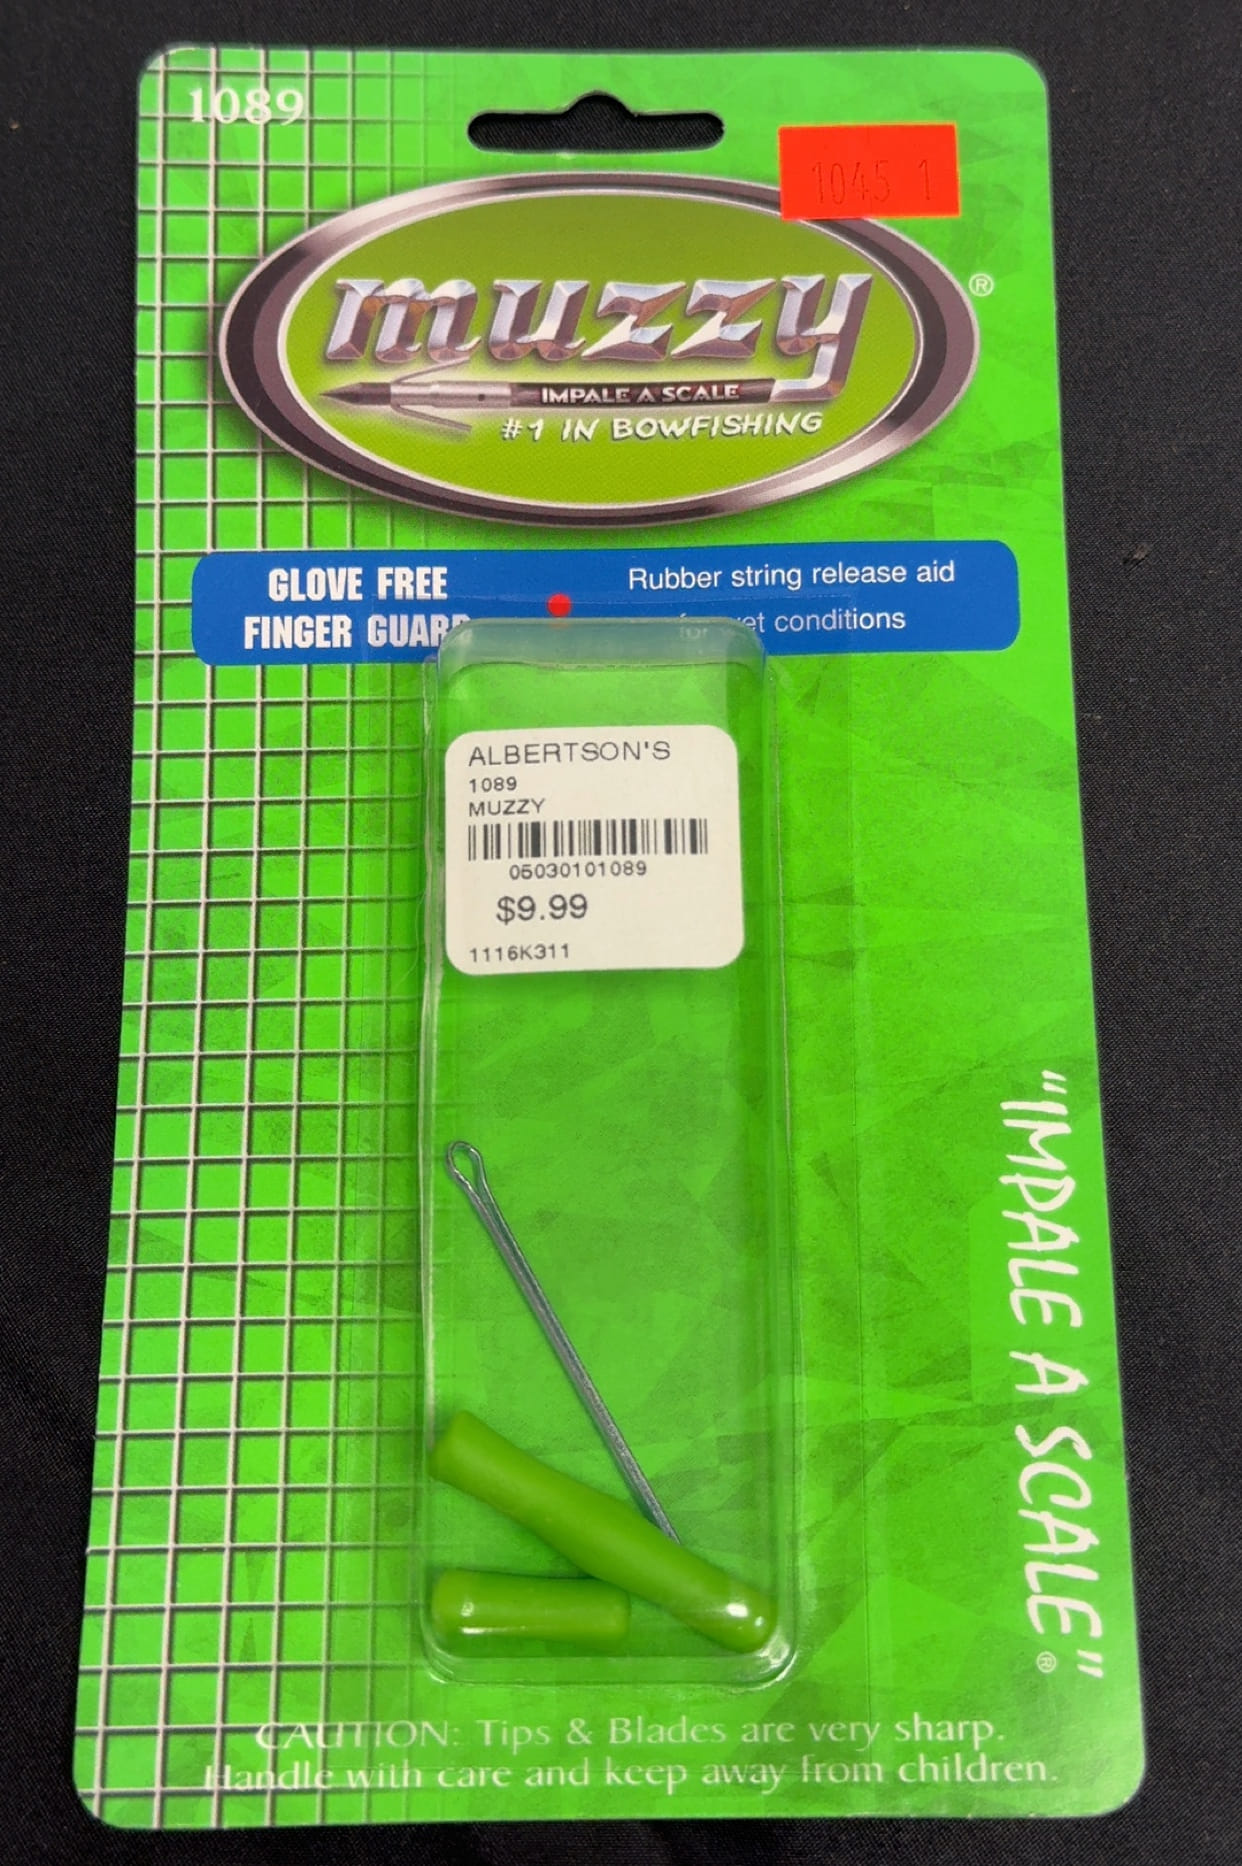 1089
1045 1
muzzy ®
IMPALE A SCALE
#1 IN BOWFISHING
GLOVE FREE
FINGER GUARD
Rubber string release aid
for wet conditions
ALBERTSON'S
1089
MUZZY
05030101089
$9.99
1116K311
"IMPALE A SCALE"®
CAUTION: Tips & Blades are very sharp.
Handle with care and keep away from children.